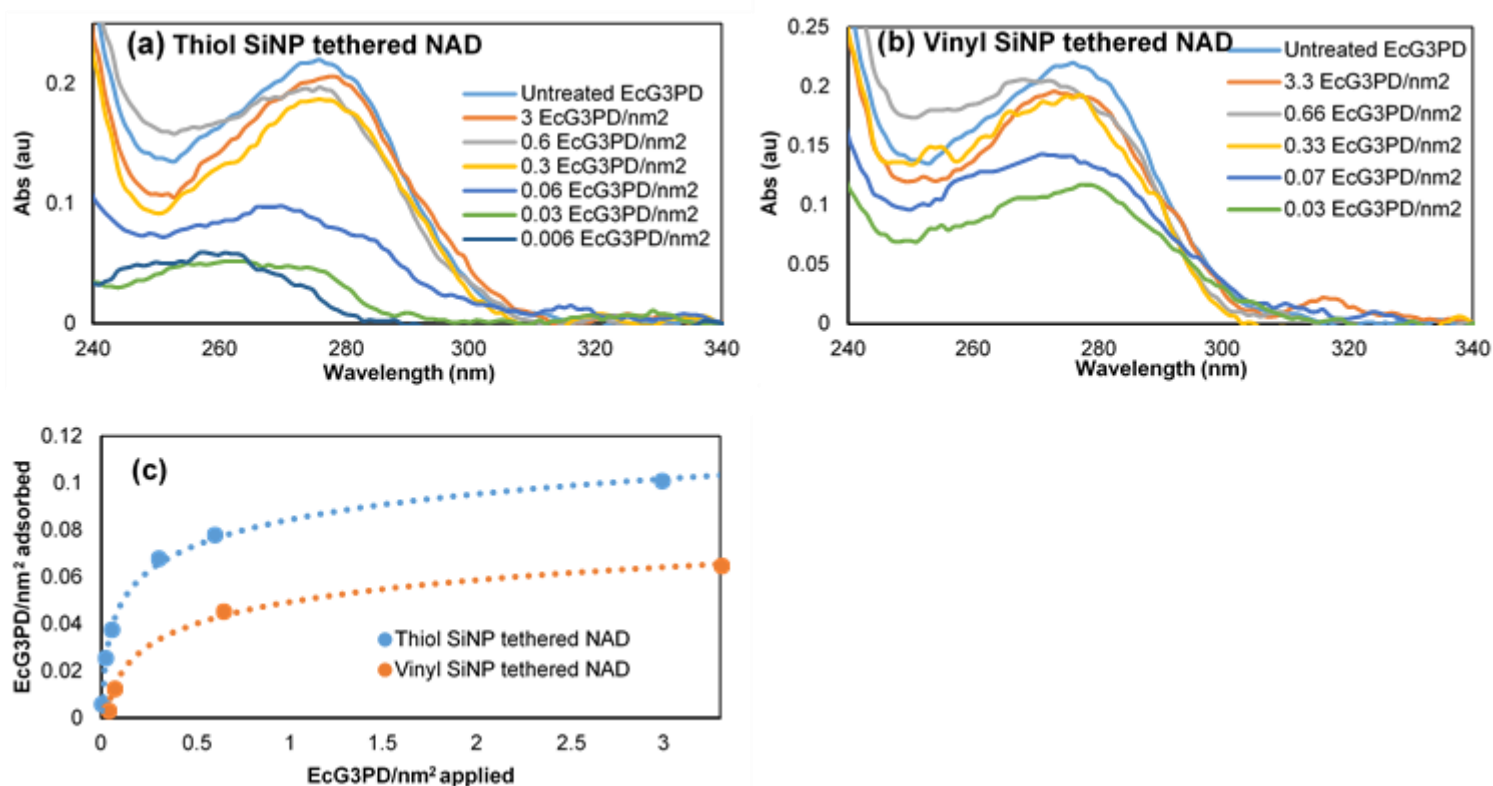 (a) Thiol SiNP tethered NAD
Abs (au)
0.2
0.1
0
Untreated EcG3PD
3 EcG3PD/nm2
0.6 EcG3PD/nm2
0.3 EcG3PD/nm2
0.06 EcG3PD/nm2
0.03 EcG3PD/nm2
0.006 EcG3PD/nm2
240 260 280 300 320 340
Wavelength (nm)
(b) Vinyl SiNP tethered NAD
Abs (au)
0.25
0.2
0.15
0.1
0.05
0
Untreated EcG3PD
3.3 EcG3PD/nm2
0.66 EcG3PD/nm2
0.33 EcG3PD/nm2
0.07 EcG3PD/nm2
0.03 EcG3PD/nm2
240 260 280 300 320 340
Wavelength (nm)
(c)
EcG3PD/nm² adsorbed
0.12
0.1
0.08
0.06
0.04
0.02
0
Thiol SiNP tethered NAD
Vinyl SiNP tethered NAD
0 0.5 1 1.5 2 2.5 3
EcG3PD/nm² applied